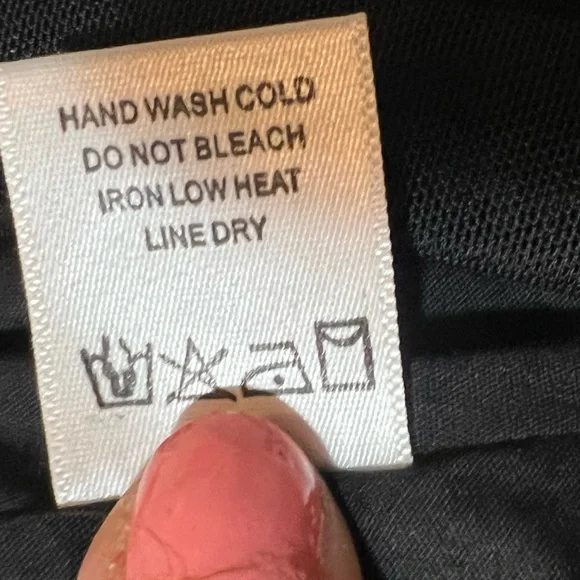 HAND WASH COLD
DO NOT BLEACH
IRON LOW HEAT
LINE DRY